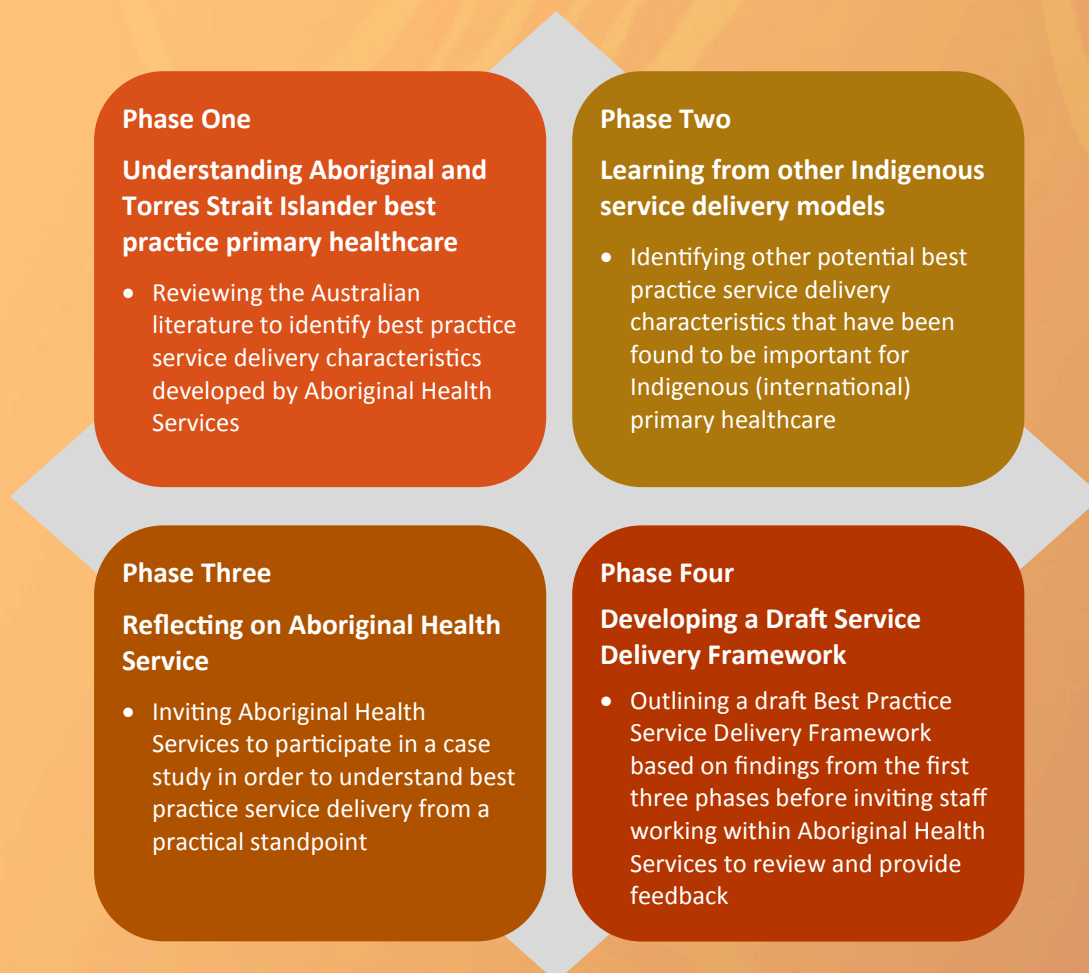 Phase One
Understanding Aboriginal and
Torres Strait Islander best
practice primary healthcare
• Reviewing the Australian
literature to identify best practice
service delivery characteristics
developed by Aboriginal Health
Services
Phase Two
Learning from other Indigenous
service delivery models
• Identifying other potential best
practice service delivery
characteristics that have been
found to be important for
Indigenous (international)
primary healthcare
Phase Three
Reflecting on Aboriginal Health
Service
• Inviting Aboriginal Health
Services to participate in a case
study in order to understand best
practice service delivery from a
practical standpoint
Phase Four
Developing a Draft Service
Delivery Framework
• Outlining a draft Best Practice
Service Delivery Framework
based on findings from the first
three phases before inviting staff
working within Aboriginal Health
Services to review and provide
feedback